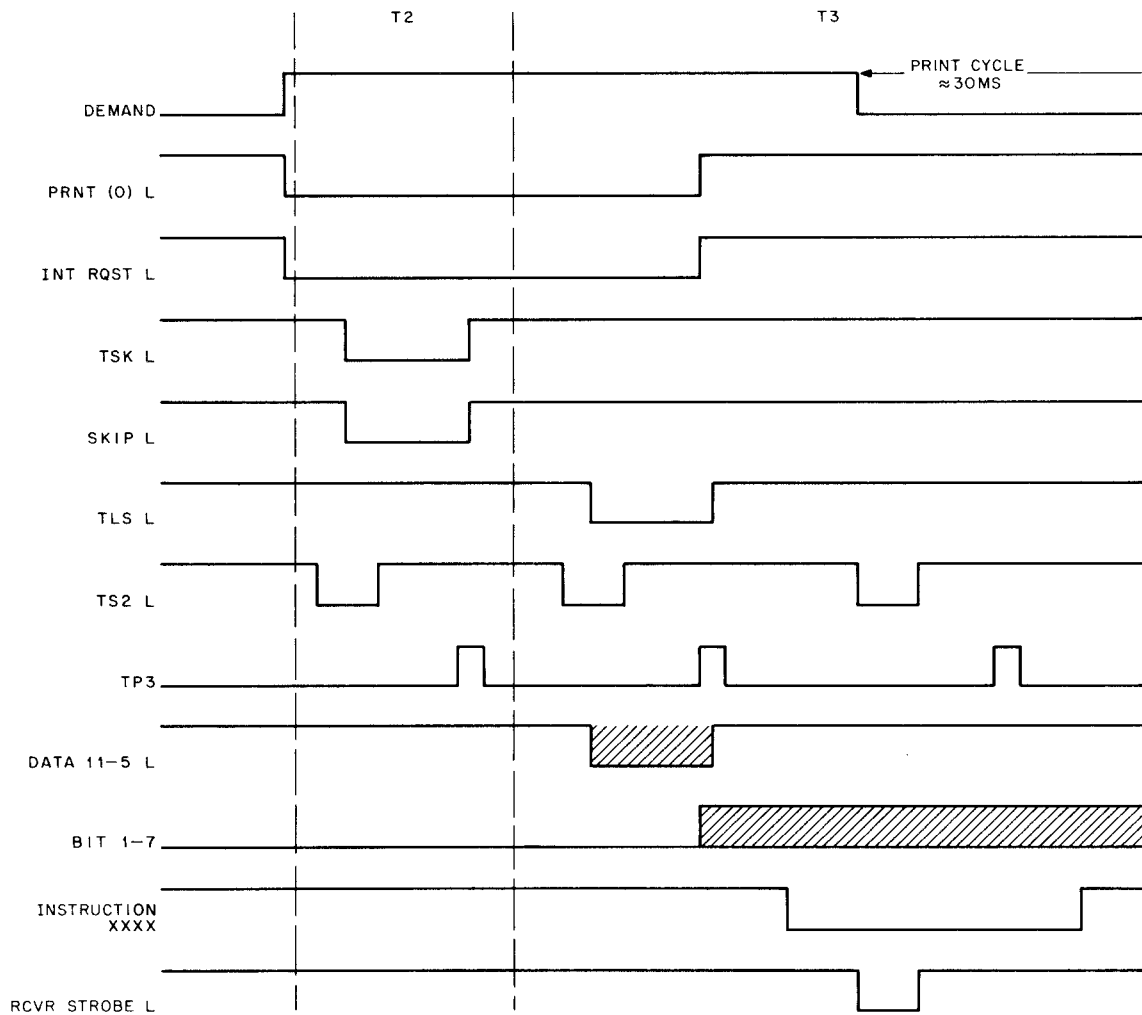 T2 T3
PRINT CYCLE
≈30MS
DEMAND
PRNT (0) L
INT RQST L
TSK L
SKIP L
TLS L
TS2 L
TP3
DATA 11-5 L
BIT 1-7
INSTRUCTION
XXXX
RCVR STROBE L